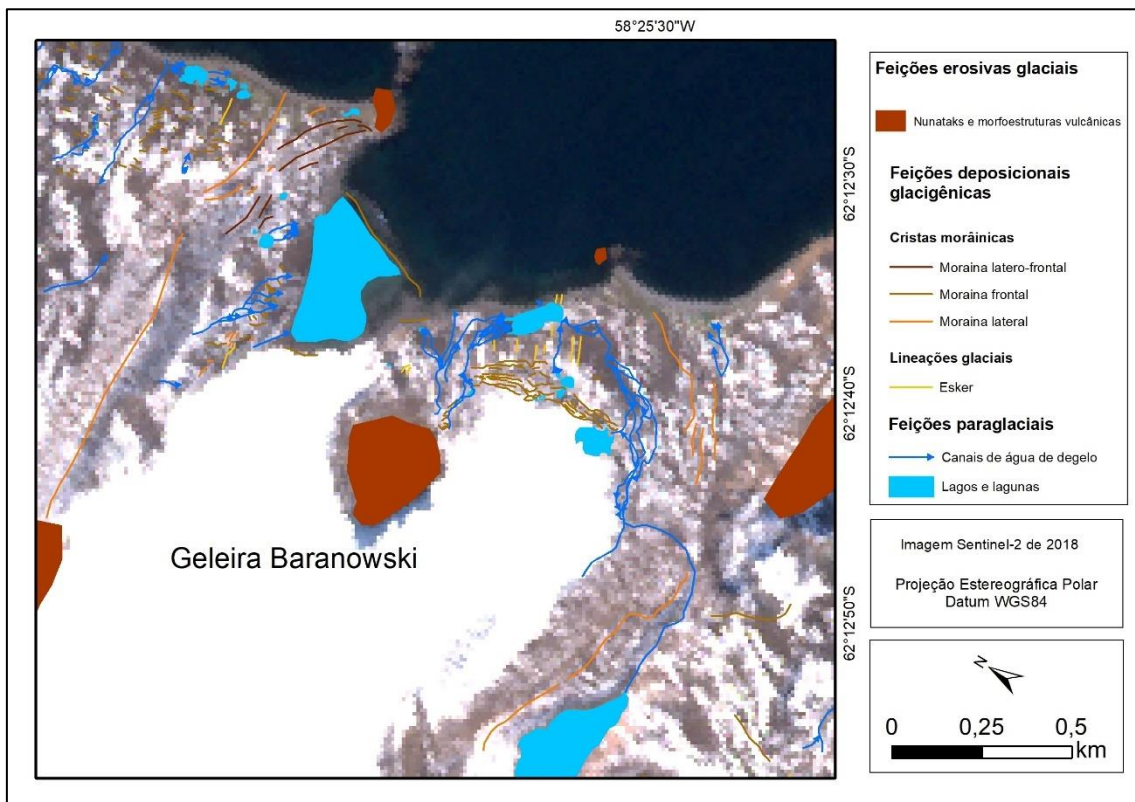 58°25'30"W
62°12'30"S
62°12'40"S
62°12'50"S
Geleira Baranowski
Feições erosivas glaciais
Nunataks e morfoestruturas vulcânicas
Feições deposicionais
glacigênicas
Cristas morâinicas
Moraina latero-frontal
Moraina frontal
Moraina lateral
Lineações glaciais
Esker
Feições paraglaciais
Canais de água de degelo
Lagos e lagunas
Imagem Sentinel-2 de 2018
Projeção Estereográfica Polar
Datum WGS84
N
0 0,25 0,5
km